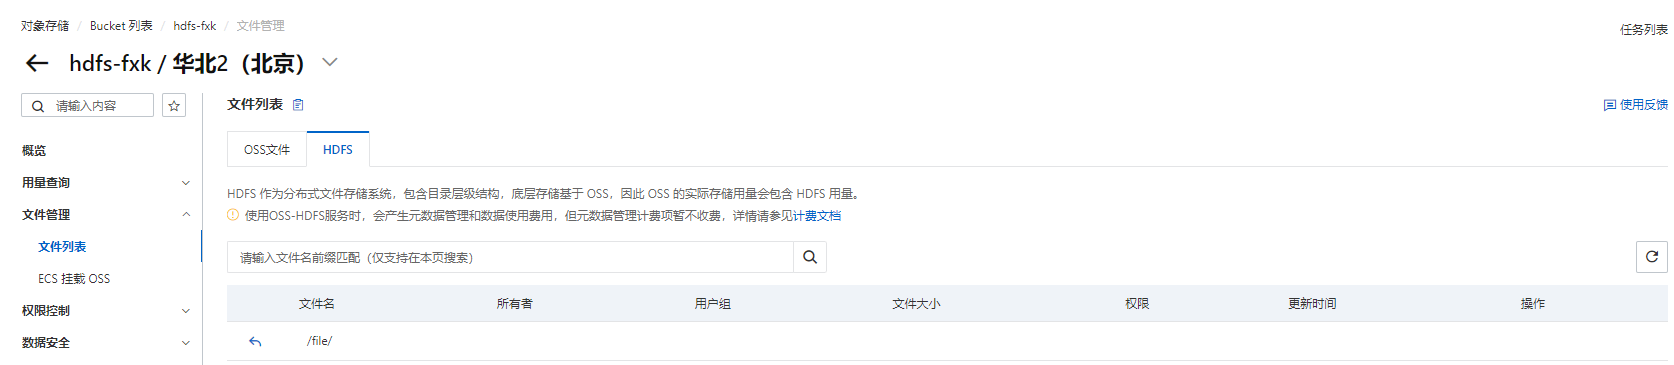 对象存储 / Bucket 列表 / hdfs-fxk / 文件管理
任务列表
hdfs-fxk / 华北2（北京）
请输入内容
文件列表
使用反馈
OSS文件
HDFS
概览
用量查询
文件管理
文件列表
ECS 挂载 OSS
权限控制
数据安全
HDFS 作为分布式文件存储系统，包含目录层级结构，底层存储基于 OSS，因此 OSS 的实际存储用量会包含 HDFS 用量。
使用OSS-HDFS服务时，会产生元数据管理和数据使用费用，但元数据管理计费项暂不收费，详情请参见计费文档
请输入文件名前缀匹配（仅支持在本页搜索）
文件名 所有者 用户组 文件大小 权限 更新时间 操作
/file/